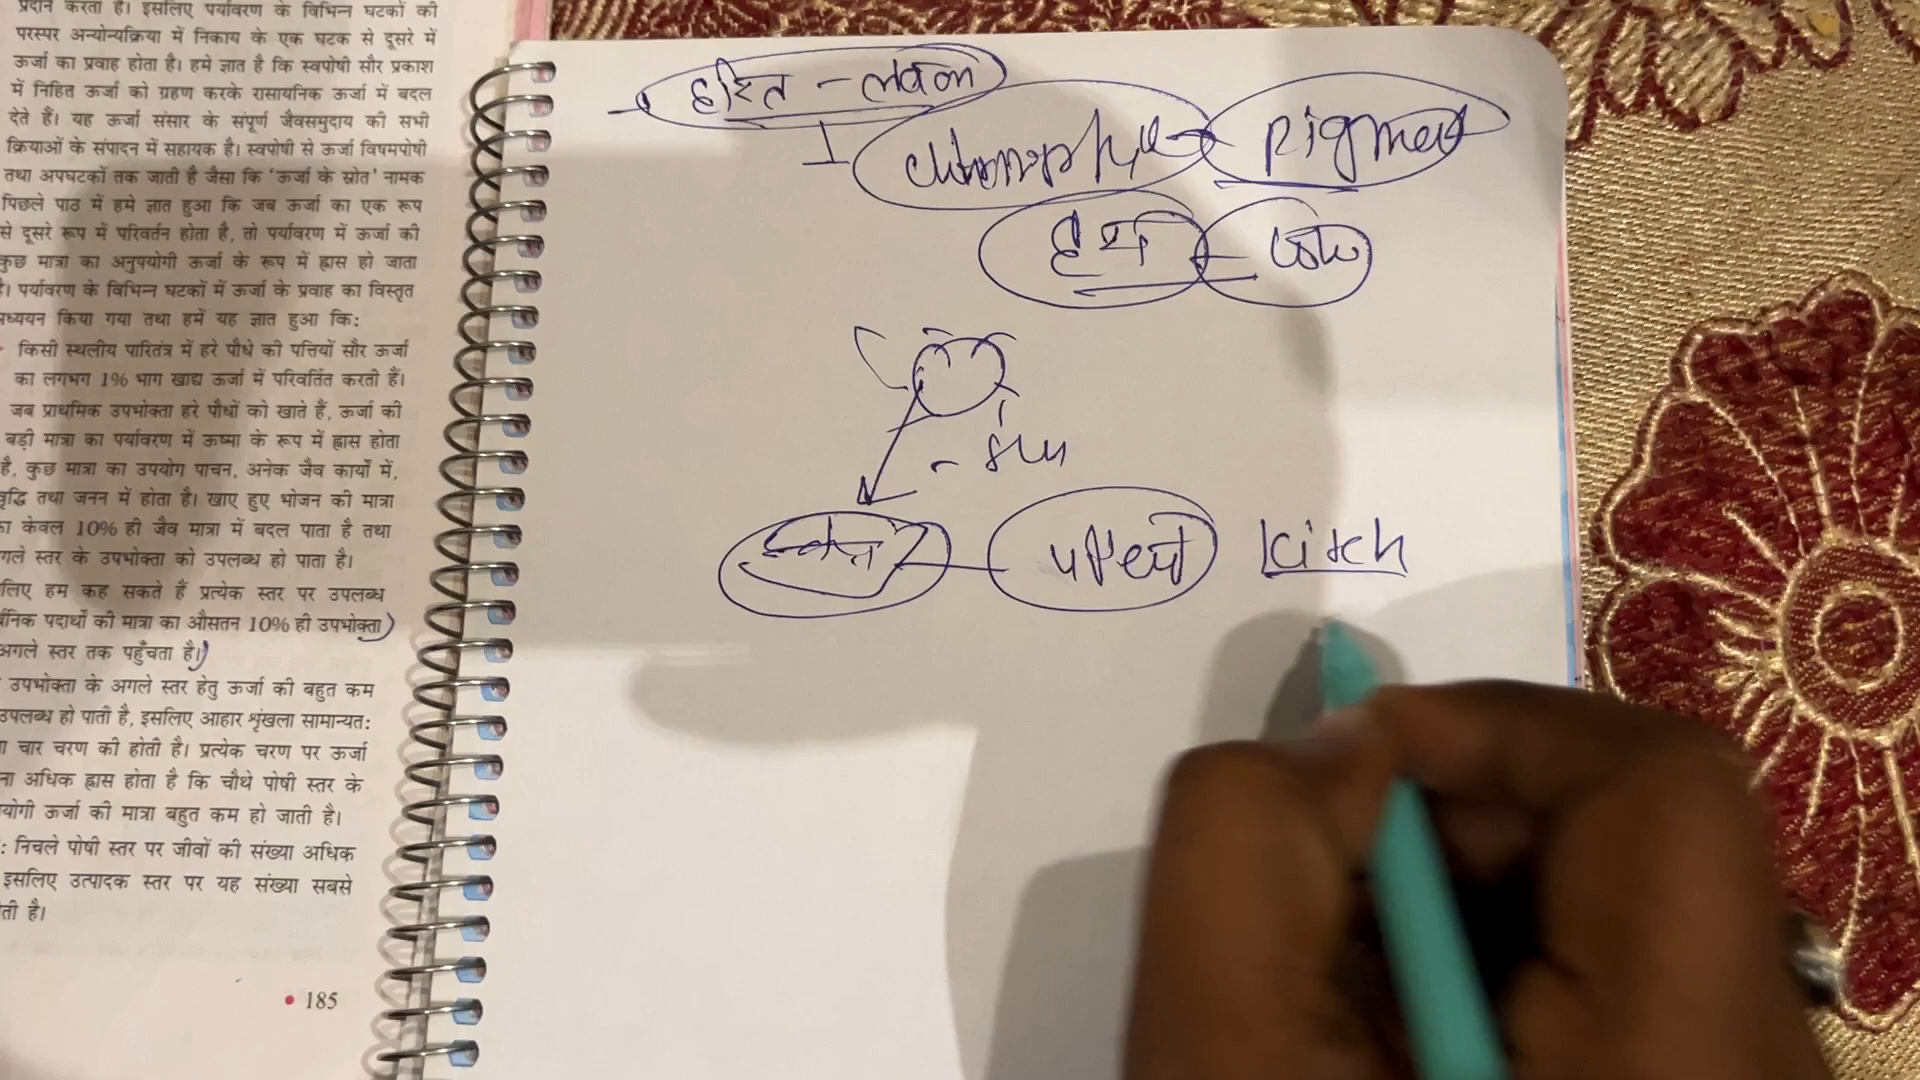 प्रदान करता है। इसलिए पर्यावरण के विभिन्न घटकों की
परस्पर अन्योन्यक्रिया में निकाय के एक घटक से दूसरे में
ऊर्जा का प्रवाह होता है। हमे ज्ञात है कि स्वपोषी सौर प्रकाश
में निहित ऊर्जा को ग्रहण करके रासायनिक ऊर्जा में बदल
देते हैं। यह ऊर्जा संसार के संपूर्ण जैवसमुदाय की सभी
क्रियाओं के संपादन में सहायक है। स्वपोषी से ऊर्जा विषमपोषी
तथा अपघटकों तक जाती है जैसा कि 'ऊर्जा के स्रोत' नामक
पिछले पाठ में हमे ज्ञात हुआ कि जब ऊर्जा का एक रूप
से दूसरे रूप में परिवर्तन होता है, तो पर्यावरण में ऊर्जा की
कुछ मात्रा का अनुपयोगी ऊर्जा के रूप में ह्रास हो जाता
है। पर्यावरण के विभिन्न घटकों में ऊर्जा के प्रवाह का विस्तृत
अध्ययन किया गया तथा हमें यह ज्ञात हुआ कि:
किसी स्थलीय पारितंत्र में हरे पौधे की पत्तियों सौर ऊर्जा
का लगभग 1% भाग खाद्य ऊर्जा में परिवर्तित करती हैं।
जब प्राथमिक उपभोक्ता हरे पौधों को खाते हैं, ऊर्जा की
बड़ी मात्रा का पर्यावरण में ऊष्मा के रूप में ह्रास होता
है, कुछ मात्रा का उपयोग पाचन, अनेक जैव कार्यों में,
वृद्धि तथा जनन में होता है। खाए हुए भोजन की मात्रा
का केवल 10% ही जैव मात्रा में बदल पाता है तथा
गले स्तर के उपभोक्ता को उपलब्ध हो पाता है।
लिए हम कह सकते हैं प्रत्येक स्तर पर उपलब्ध
र्बनिक पदार्थों की मात्रा का औसतन 10% ही उपभोक्ता
अगले स्तर तक पहुँचता है।
उपभोक्ता के अगले स्तर हेतु ऊर्जा की बहुत कम
उपलब्ध हो पाती है, इसलिए आहार शृंखला सामान्यतः
चार चरण की होती है। प्रत्येक चरण पर ऊर्जा
ना अधिक ह्रास होता है कि चौथे पोषी स्तर के
योगी ऊर्जा की मात्रा बहुत कम हो जाती है।
: निचले पोषी स्तर पर जीवों की संख्या अधिक
इसलिए उत्पादक स्तर पर यह संख्या सबसे
ती है।
• 185
हरित - लवक
Pigment
- sun